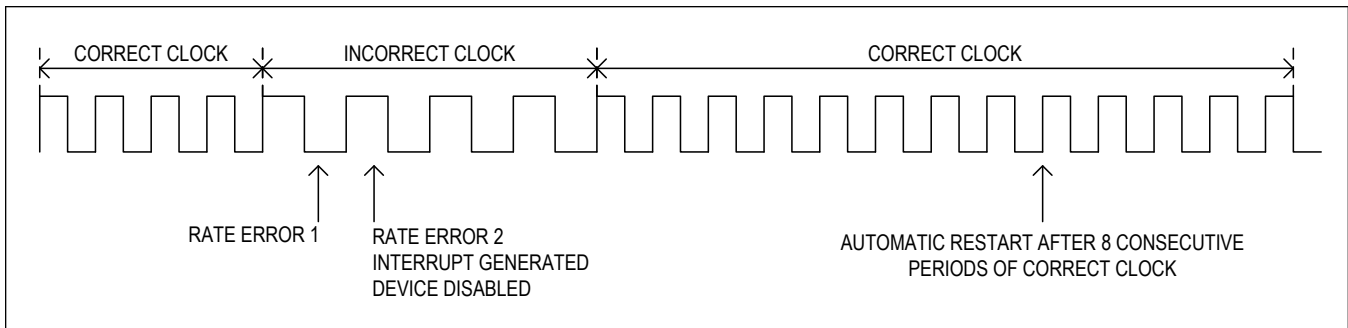 CORRECT CLOCK
INCORRECT CLOCK
CORRECT CLOCK
RATE ERROR 1
RATE ERROR 2
INTERRUPT GENERATED
DEVICE DISABLED
AUTOMATIC RESTART AFTER 8 CONSECUTIVE
PERIODS OF CORRECT CLOCK